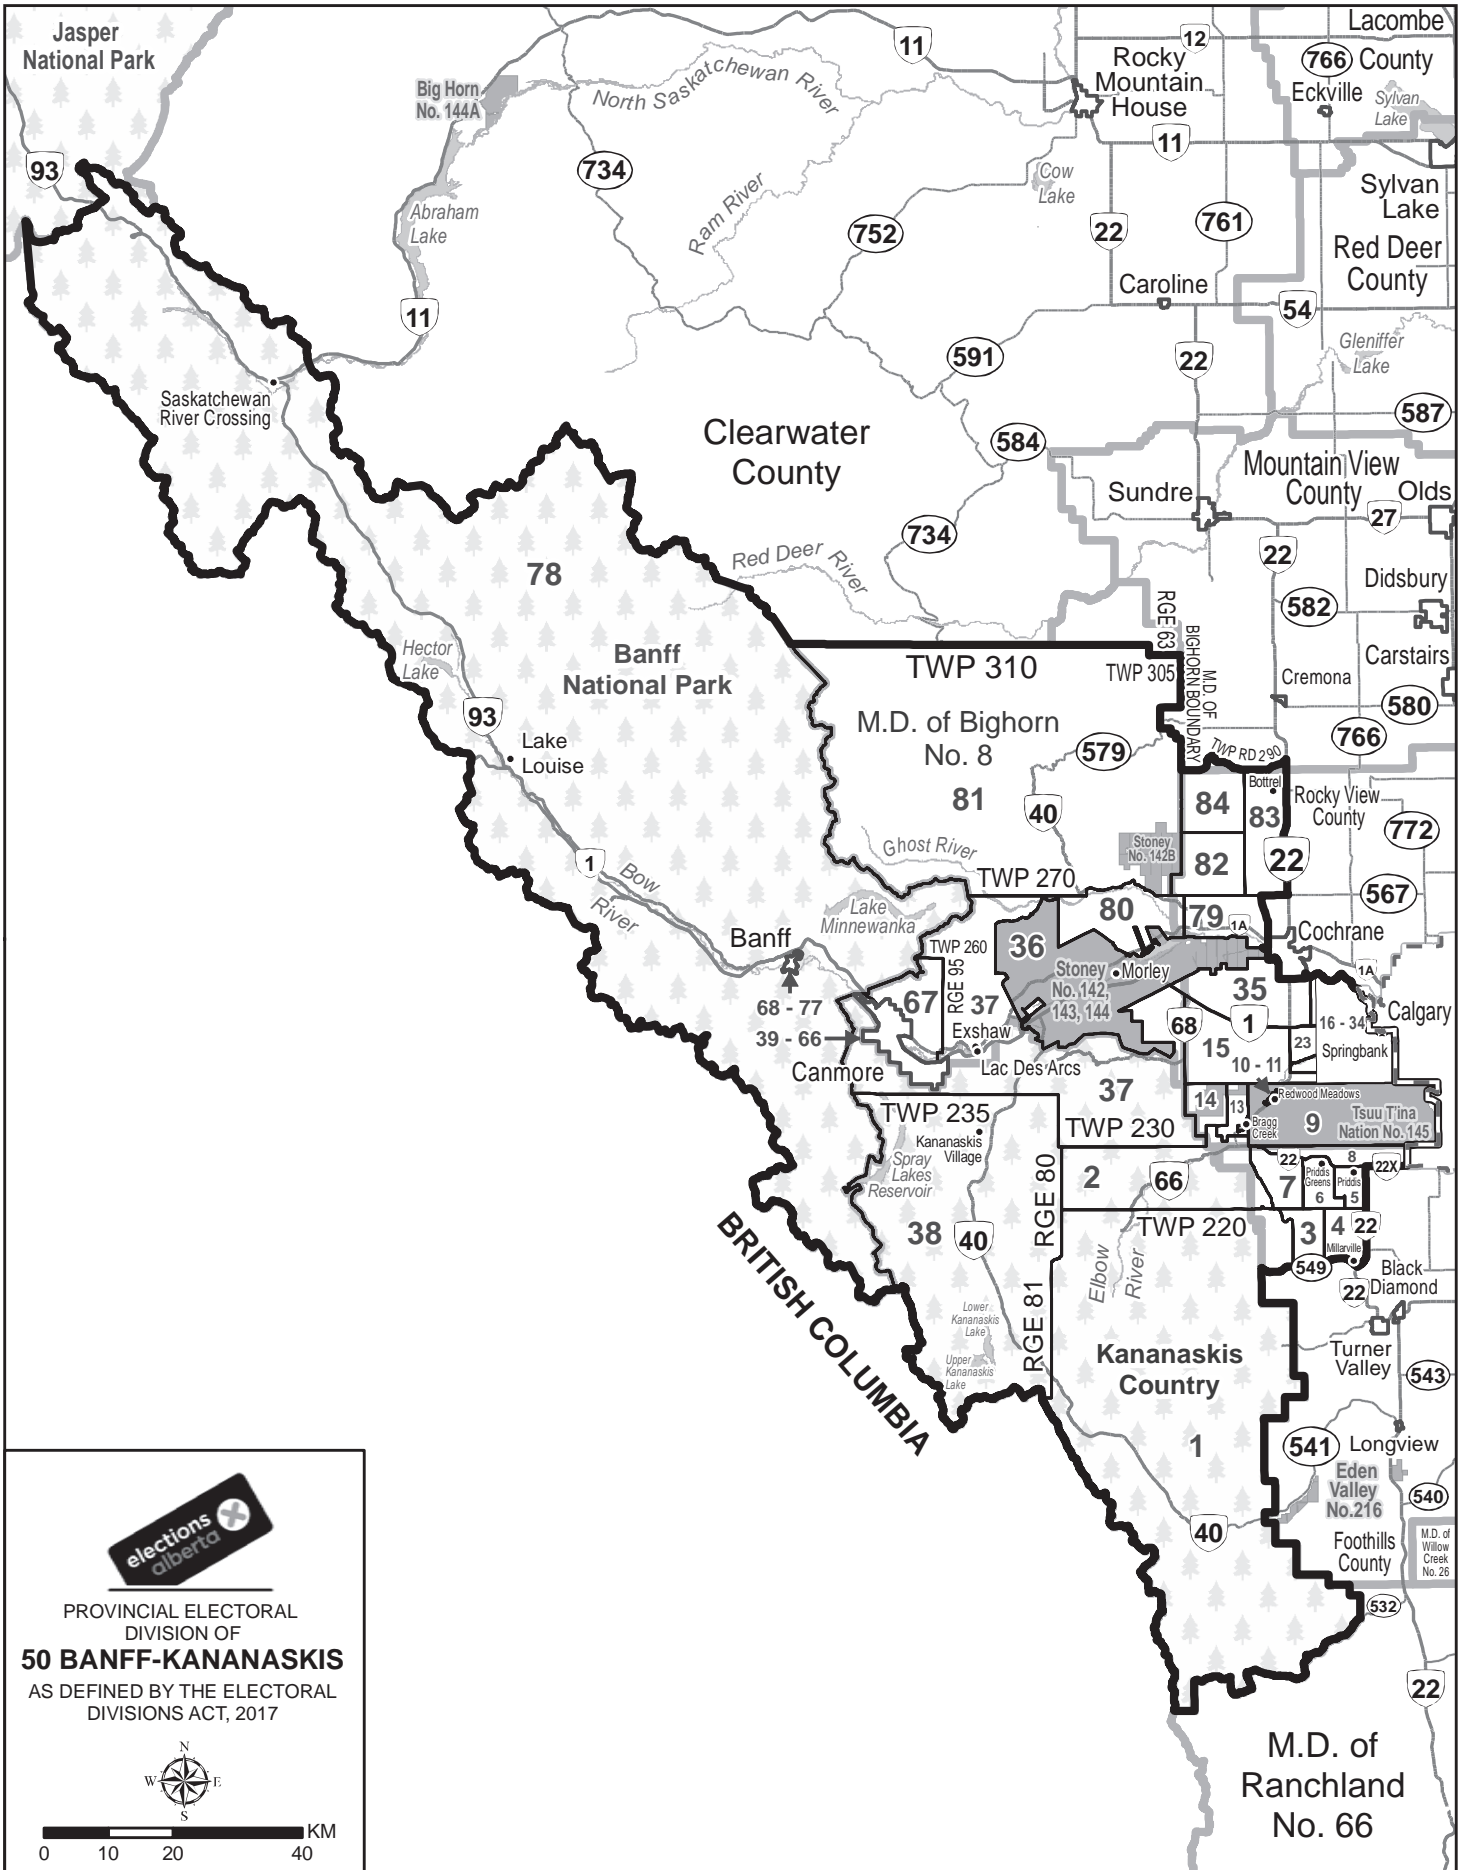 Jasper
National Park
93
Big Horn
No. 144A
11
North Saskatchewan River
734
Abraham
Lake
11
Ram River
752
Cow
Lake
12
Rocky
Mountain
House
11
Lacombe
County
766
Eckville
Sylvan
Lake
Sylvan
Lake
22
761
Red Deer
County
Caroline
54
22
Gleniffer
Lake
591
587
Saskatchewan
River Crossing
Clearwater
County
584
Mountain View
County
Sundre
Olds
27
734
22
Red Deer River
Didsbury
582
78
RGE 63
BIGHORN BOUNDARY
M.D. OF
Carstairs
Cremona
580
766
Hector
Lake
Banff
National Park
TWP 310
TWP 305
M.D. of Bighorn
No. 8
93
579
TWP RD 290
Lake
Louise
81
40
84
Bottrel
83
Rocky View
County
772
Ghost River
Stoney
No. 142B
82
22
1
Bow
River
TWP 270
567
Lake
Minnewanka
80
79
1A
Banff
TWP 260
36
Cochrane
Stoney
No. 142,
143, 144
Morley
1A
67
RGE 95
37
35
68 - 77
39 - 66
68
1
16 - 34
Calgary
Exshaw
15
23
Springbank
10 - 11
Canmore
Lac Des Arcs
37
14
13
Redwood Meadows
TWP 235
TWP 230
Bragg
Creek
9
Tsuu T'ina
Nation No. 145
Kananaskis
Village
Spray
Lakes
Reservoir
RGE 80
2
66
22
8
22X
7
Priddis
Greens
6
Priddis
5
38
40
TWP 220
3
4
22
Millarville
BRITISH COLUMBIA
Elbow
River
549
Black
Diamond
22
Lower
Kananaskis
Lake
Upper
Kananaskis
Lake
RGE 81
Kananaskis
Country
Turner
Valley
543
1
541
Longview
Eden
Valley
No.216
540
40
Foothills
County
M.D. of
Willow
Creek
No. 26
532
22
M.D. of
Ranchland
No. 66
elections
alberta
PROVINCIAL ELECTORAL
DIVISION OF
50 BANFF-KANANASKIS
AS DEFINED BY THE ELECTORAL
DIVISIONS ACT, 2017
N
W E
S
KM
0 10 20 40